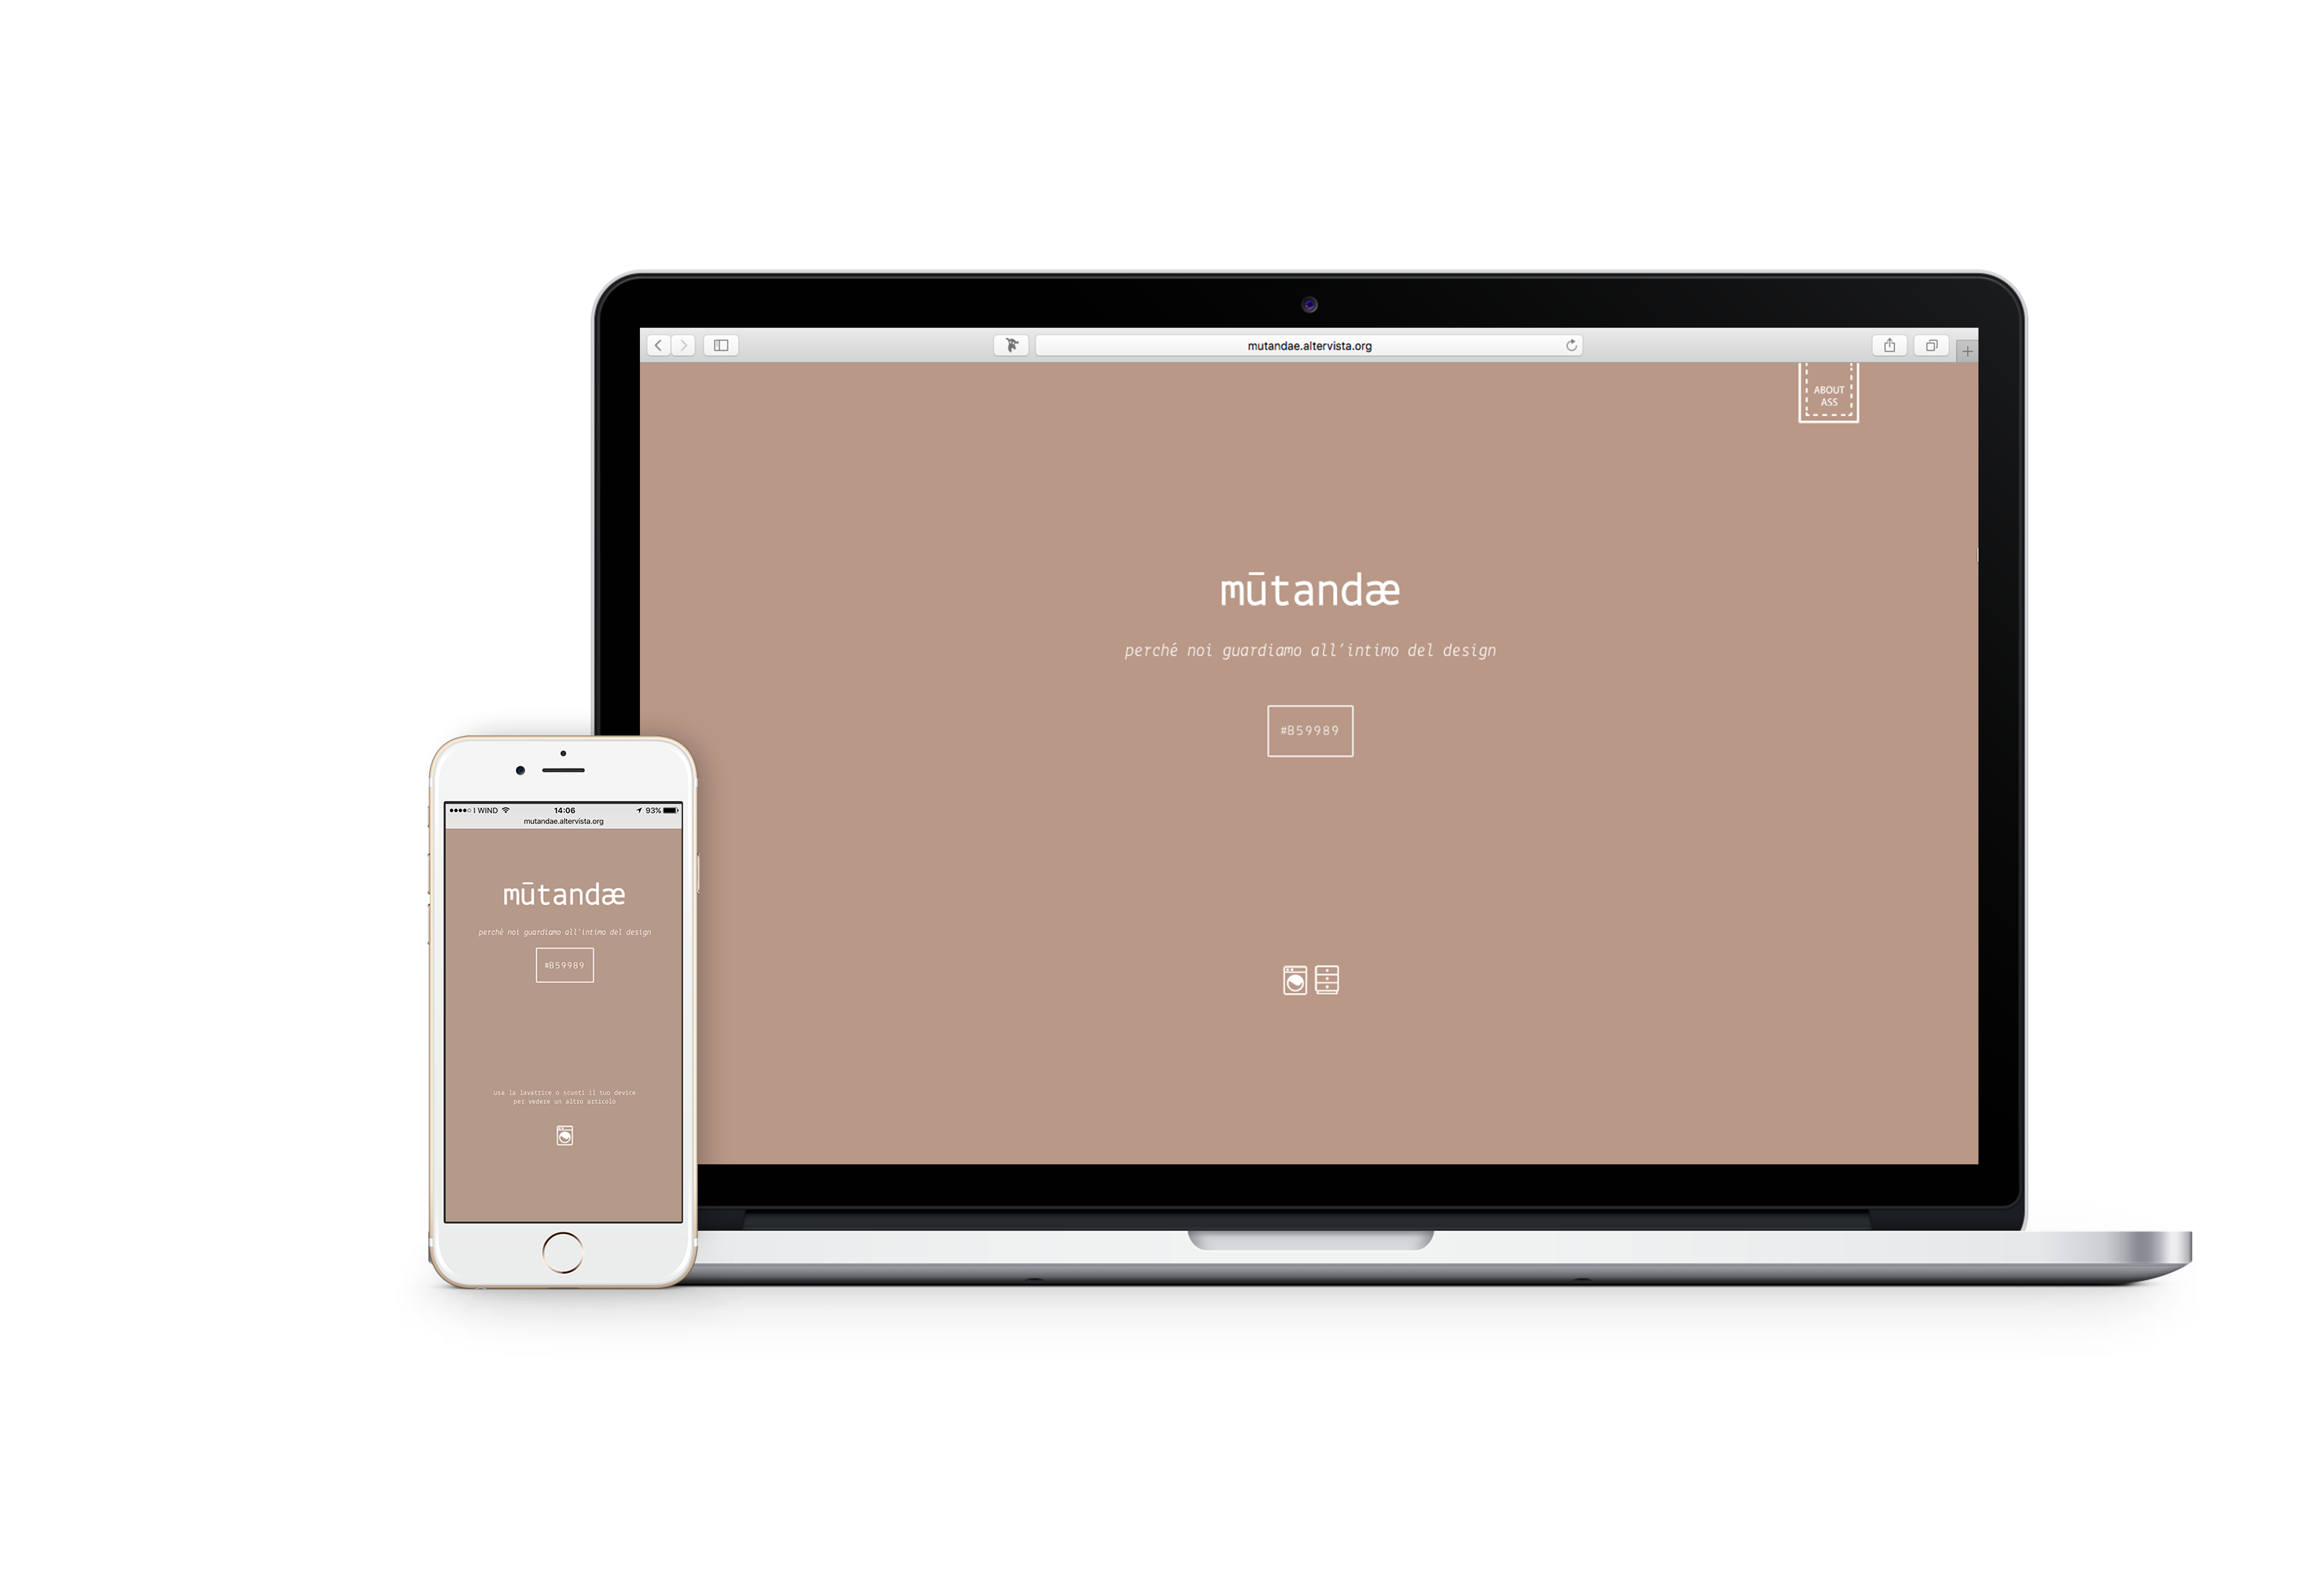 mutandae.altervista.org
ABOUT
ASS
mūtandæ
perché noi guardiamo all'intimo del design
#B59989
WIND 14:06 93%
mutandae.altervista.org
mūtandæ
perché noi guardiamo all'intimo del design
#B59989
usa la lavatrice o scuoti il tuo device
per vedere un altro articolo